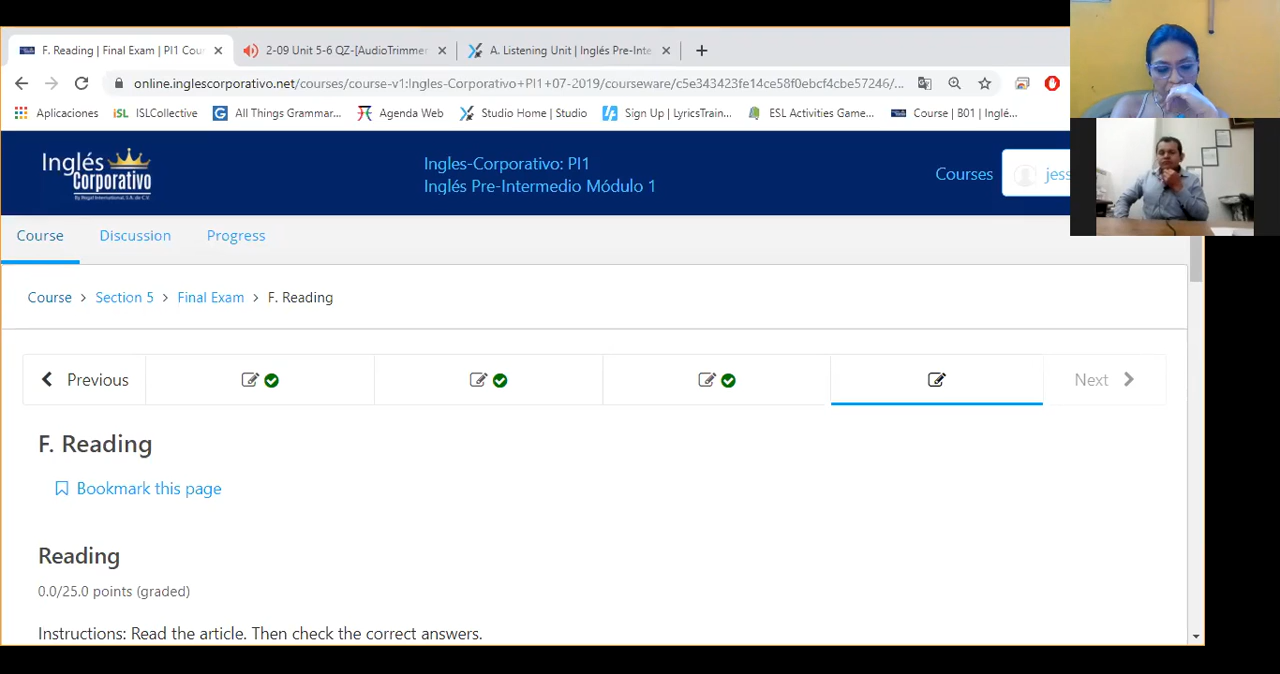 F. Reading | Final Exam | PI1 Cour
2-09 Unit 5-6 QZ-[AudioTrimmer
A. Listening Unit | Inglés Pre-Inte
online.inglescorporativo.net/courses/course-v1:Ingles-Corporativo+PI1+07-2019/courseware/c5e343423fe14ce58f0ebcf4cbe57246/...
Aplicaciones
iSL ISLCollective
G All Things Grammar...
Agenda Web
Studio Home | Studio
Sign Up | LyricsTrain...
ESL Activities Game...
Course | B01 | Inglé...
Inglés
Corporativo
Ingles-Corporativo: PI1
Inglés Pre-Intermedio Módulo 1
Courses
jess
Course
Discussion
Progress
Course > Section 5 > Final Exam > F. Reading
Previous
Next
F. Reading
Bookmark this page
Reading
0.0/25.0 points (graded)
Instructions: Read the article. Then check the correct answers.